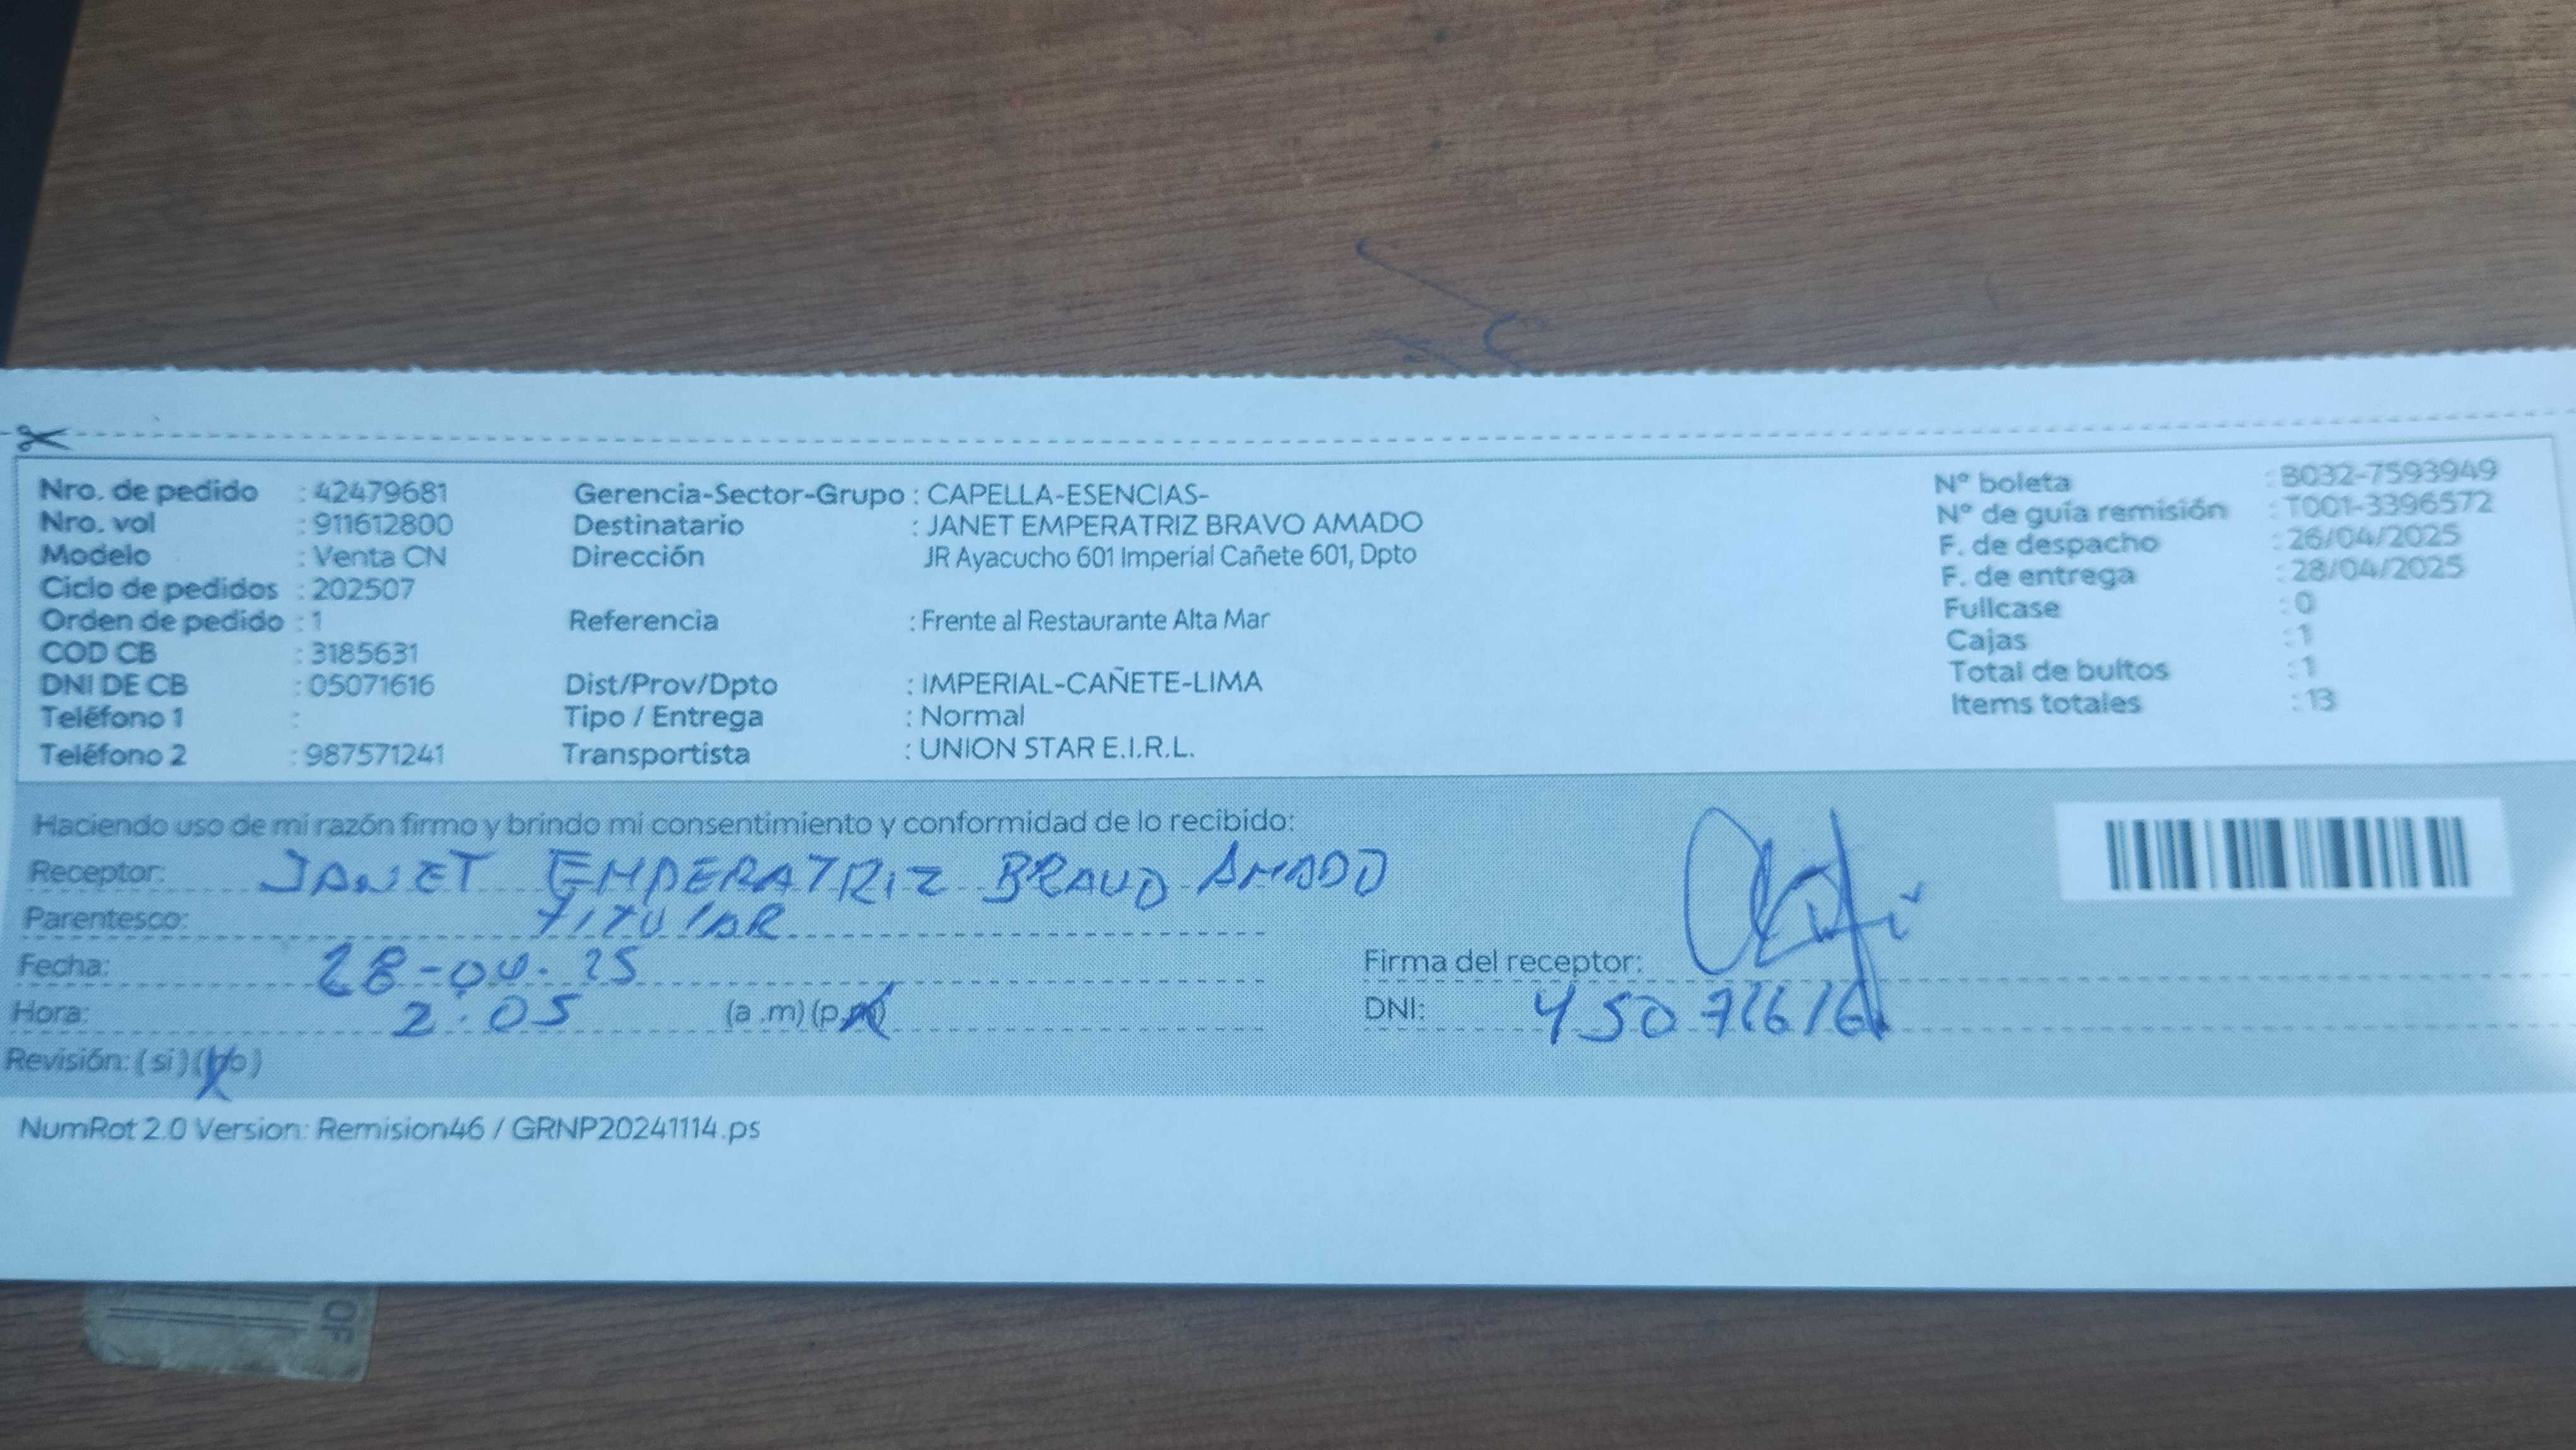 Nro. de pedido : 42479681 Gerencia-Sector-Grupo : CAPELLA-ESENCIAS- N° boleta : B032-7593949
Nro. vol : 911612800 Destinatario : JANET EMPERATRIZ BRAVO AMADO N° de guía remisión : T001-3396572
Modelo : Venta CN Dirección JR Ayacucho 601 Imperial Cañete 601, Dpto F. de despacho : 26/04/2025
Ciclo de pedidos : 202507 F. de entrega : 28/04/2025
Orden de pedido : 1 Referencia : Frente al Restaurante Alta Mar Fullcase : 0
COD CB : 3185631 Cajas : 1
DNI DE CB : 05071616 Dist/Prov/Dpto : IMPERIAL-CAÑETE-LIMA Total de bultos : 1
Teléfono 1 : Tipo / Entrega : Normal Items totales : 13
Teléfono 2 : 987571241 Transportista : UNION STAR E.I.R.L.
Haciendo uso de mi razón firmo y brindo mi consentimiento y conformidad de lo recibido:
Receptor: JANET EMPERATRIZ BRAVO AMADO
Parentesco: TITULAR
Fecha: 28-04-25 Firma del receptor:
Hora: 2:05 (a .m) (p.m) DNI: 45071616
Revisión: ( si ) ( no )
NumRot 2.0 Version: Remision46 / GRNP20241114.ps
OF